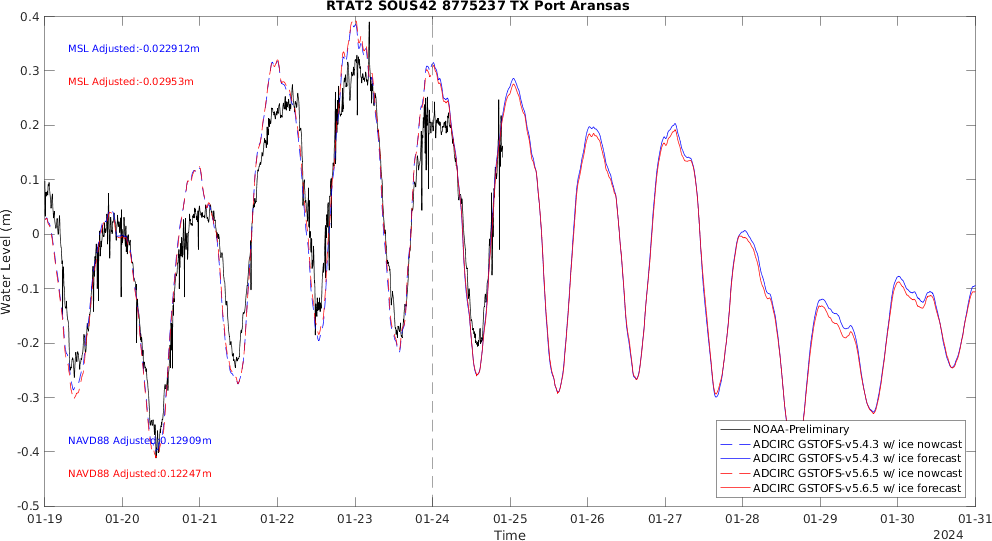 RTAT2 SOUS42 8775237 TX Port Aransas
MSL Adjusted:-0.022912m
MSL Adjusted:-0.02953m
NAVD88 Adjusted:0.12909m
NAVD88 Adjusted:0.12247m
Water Level (m)
0.4
0.3
0.2
0.1
0
-0.1
-0.2
-0.3
-0.4
-0.5
NOAA-Preliminary
ADCIRC GSTOFS-v5.4.3 w/ ice nowcast
ADCIRC GSTOFS-v5.4.3 w/ ice forecast
ADCIRC GSTOFS-v5.6.5 w/ ice nowcast
ADCIRC GSTOFS-v5.6.5 w/ ice forecast
01-19 01-20 01-21 01-22 01-23 01-24 01-25 01-26 01-27 01-28 01-29 01-30 01-31
Time
2024